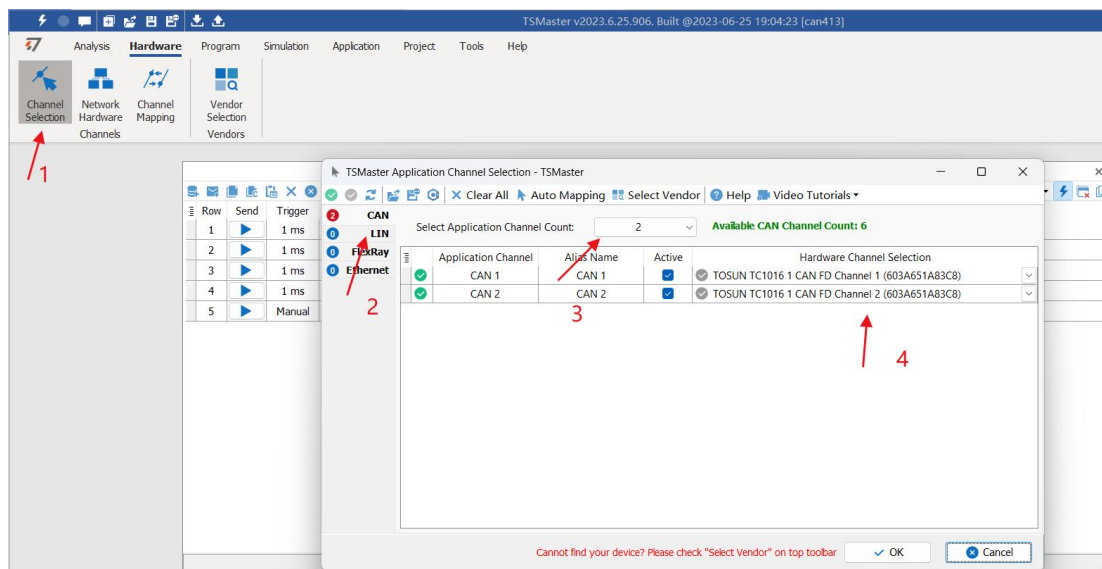 TSMaster v2023.6.25.906. Built @2023-06-25 19:04:23 [can413]
Analysis Hardware Program Simulation Application Project Tools Help
Channel Selection
Network Hardware
Channel Mapping
Vendor Selection
Channels
Vendors
1
TSMaster Application Channel Selection - TSMaster
Clear All Auto Mapping Select Vendor Help Video Tutorials
Row Send Trigger
1 1 ms
2 1 ms
3 1 ms
4 1 ms
5 Manual
2 CAN
0 LIN
0 FlexRay
0 Ethernet
2
Select Application Channel Count: 2 Available CAN Channel Count: 6
Application Channel Alias Name Active Hardware Channel Selection
CAN 1 CAN 1 TOSUN TC1016 1 CAN FD Channel 1 (603A651A83C8)
CAN 2 CAN 2 TOSUN TC1016 1 CAN FD Channel 2 (603A651A83C8)
3
4
Cannot find your device? Please check "Select Vendor" on top toolbar OK Cancel